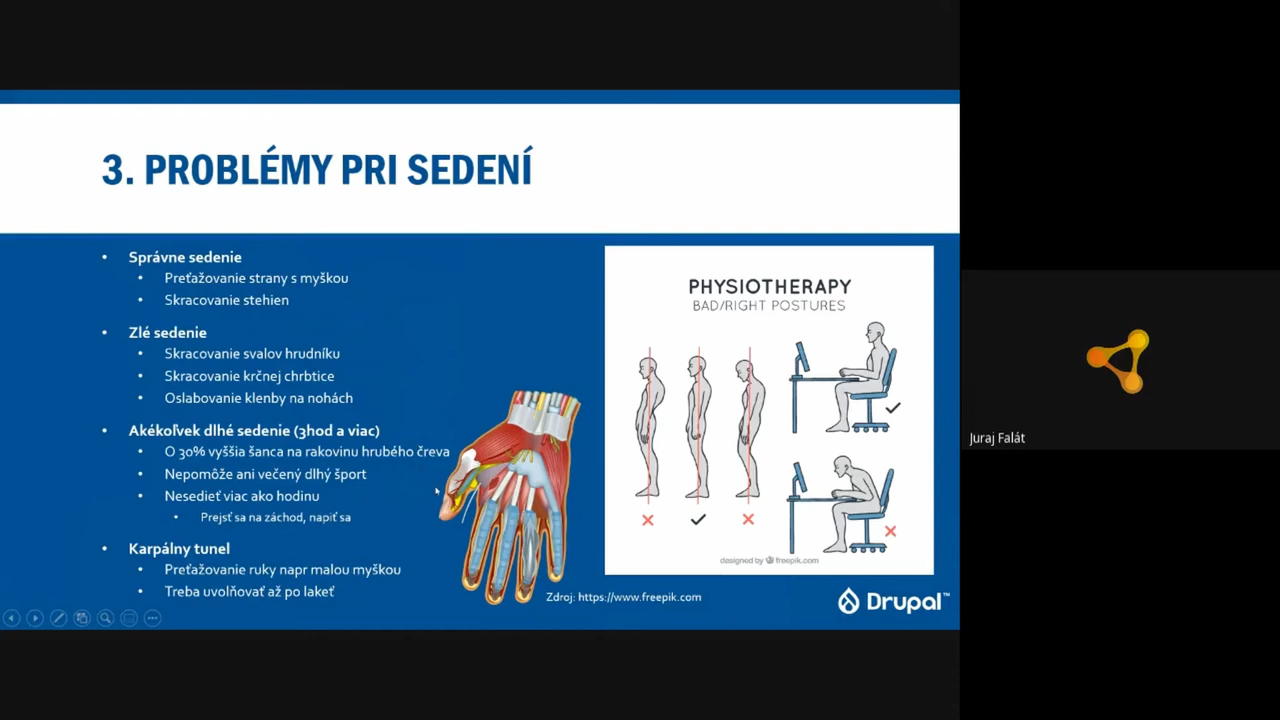 3. PROBLÉMY PRI SEDENÍ
• Správne sedenie
• Preťažovanie strany s myškou
• Skracovanie stehien
• Zlé sedenie
• Skracovanie svalov hrudníku
• Skracovanie krčnej chrbtice
• Oslabovanie klenby na nohách
• Akékoľvek dlhé sedenie (3hod a viac)
• O 30% vyššia šanca na rakovinu hrubého čreva
• Nepomôže ani večený dlhý šport
• Nesedieť viac ako hodinu
• Prejsť sa na záchod, napiť sa
• Karpálny tunel
• Preťažovanie ruky napr malou myškou
• Treba uvolňovať až po lakeť
PHYSIOTHERAPY
BAD/RIGHT POSTURES
designed by freepik.com
Zdroj: https://www.freepik.com
Drupal™
Juraj Falát